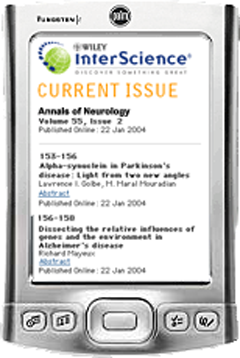 TUNGSTEN
palm
WILEY
InterScience®
DISCOVER SOMETHING GREAT
CURRENT ISSUE
Annals of Neurology
Volume 55, Issue 2
Published Online : 22 Jan 2004
153-156
Alpha-synuclein in Parkinson's
disease: Light from two new angles
Lawrence I. Golbe, M. Maral Mouradian
Abstract
Published Online : 22 Jan 2004
156-158
Dissecting the relative influences of
genes and the environment in
Alzheimer's disease
Richard Mayeux
Abstract
Published Online : 22 Jan 2004